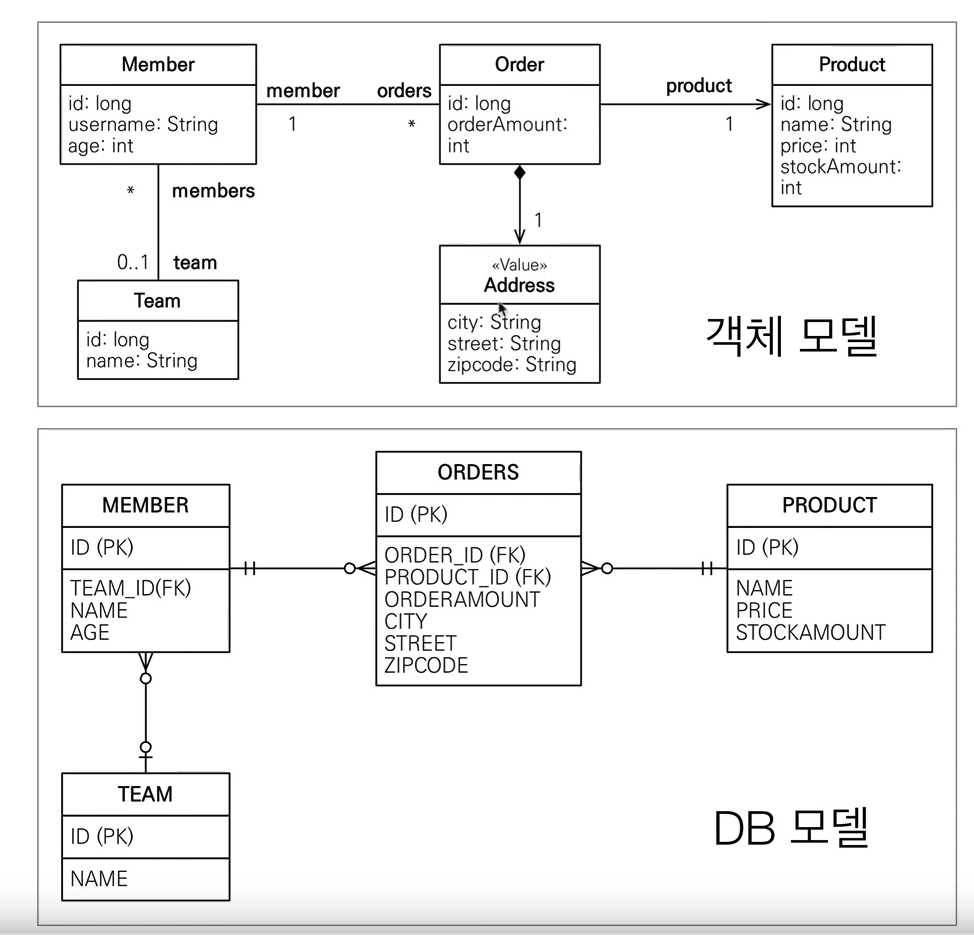 Member
id: long
username: String
age: int
member
1
orders
*
Order
id: long
orderAmount:
int
product
1
Product
id: long
name: String
price: int
stockAmount:
int
* members
0..1 team
Team
id: long
name: String
1
«Value»
Address
city: String
street: String
zipcode: String
객체 모델
MEMBER
ID (PK)
TEAM_ID(FK)
NAME
AGE
ORDERS
ID (PK)
ORDER_ID (FK)
PRODUCT_ID (FK)
ORDERAMOUNT
CITY
STREET
ZIPCODE
PRODUCT
ID (PK)
NAME
PRICE
STOCKAMOUNT
TEAM
ID (PK)
NAME
DB 모델